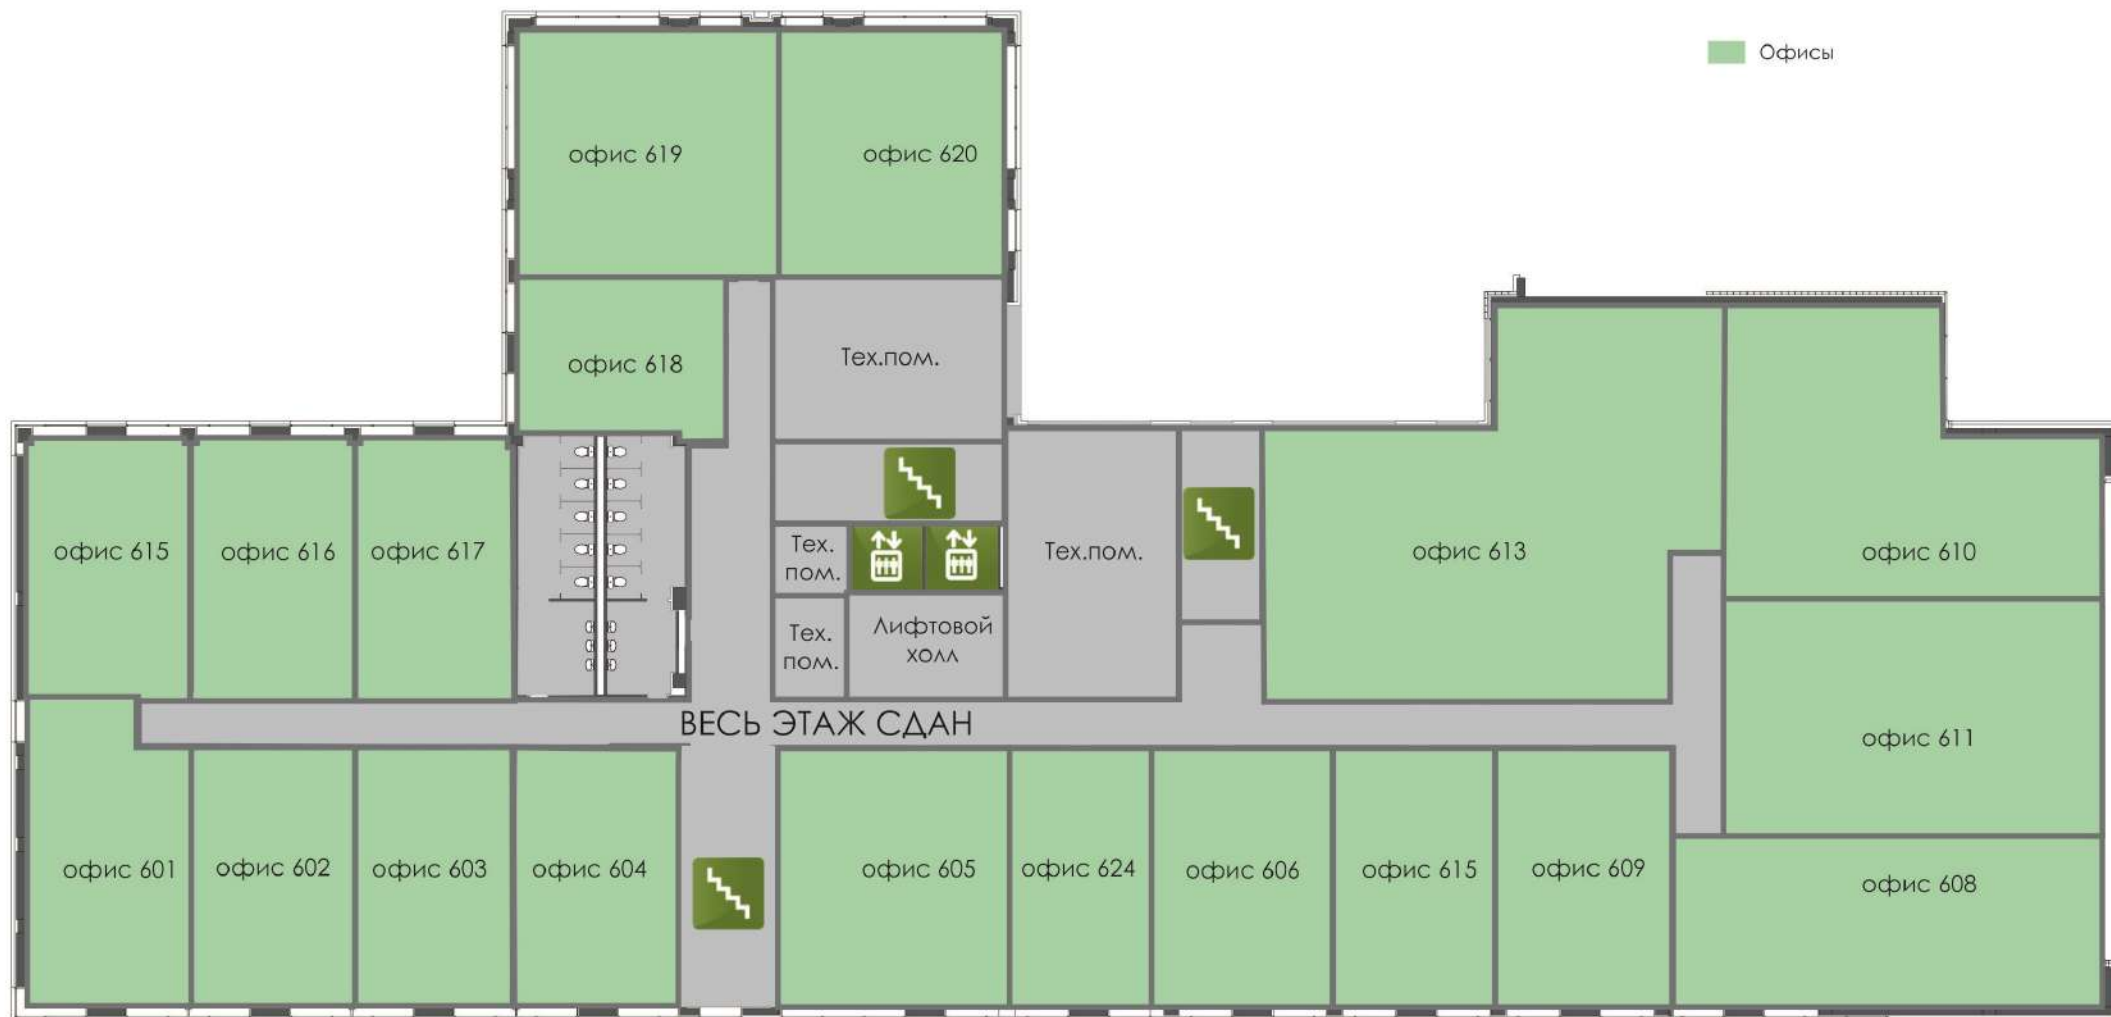 Офисы
офис 619
офис 620
офис 618
Тех.пом.
офис 615
офис 616
офис 617
Тех.
пом.
Тех.пом.
офис 613
офис 610
Тех.
пом.
Лифтовой
холл
ВЕСЬ ЭТАЖ СДАН
офис 611
офис 601
офис 602
офис 603
офис 604
офис 605
офис 624
офис 606
офис 615
офис 609
офис 608